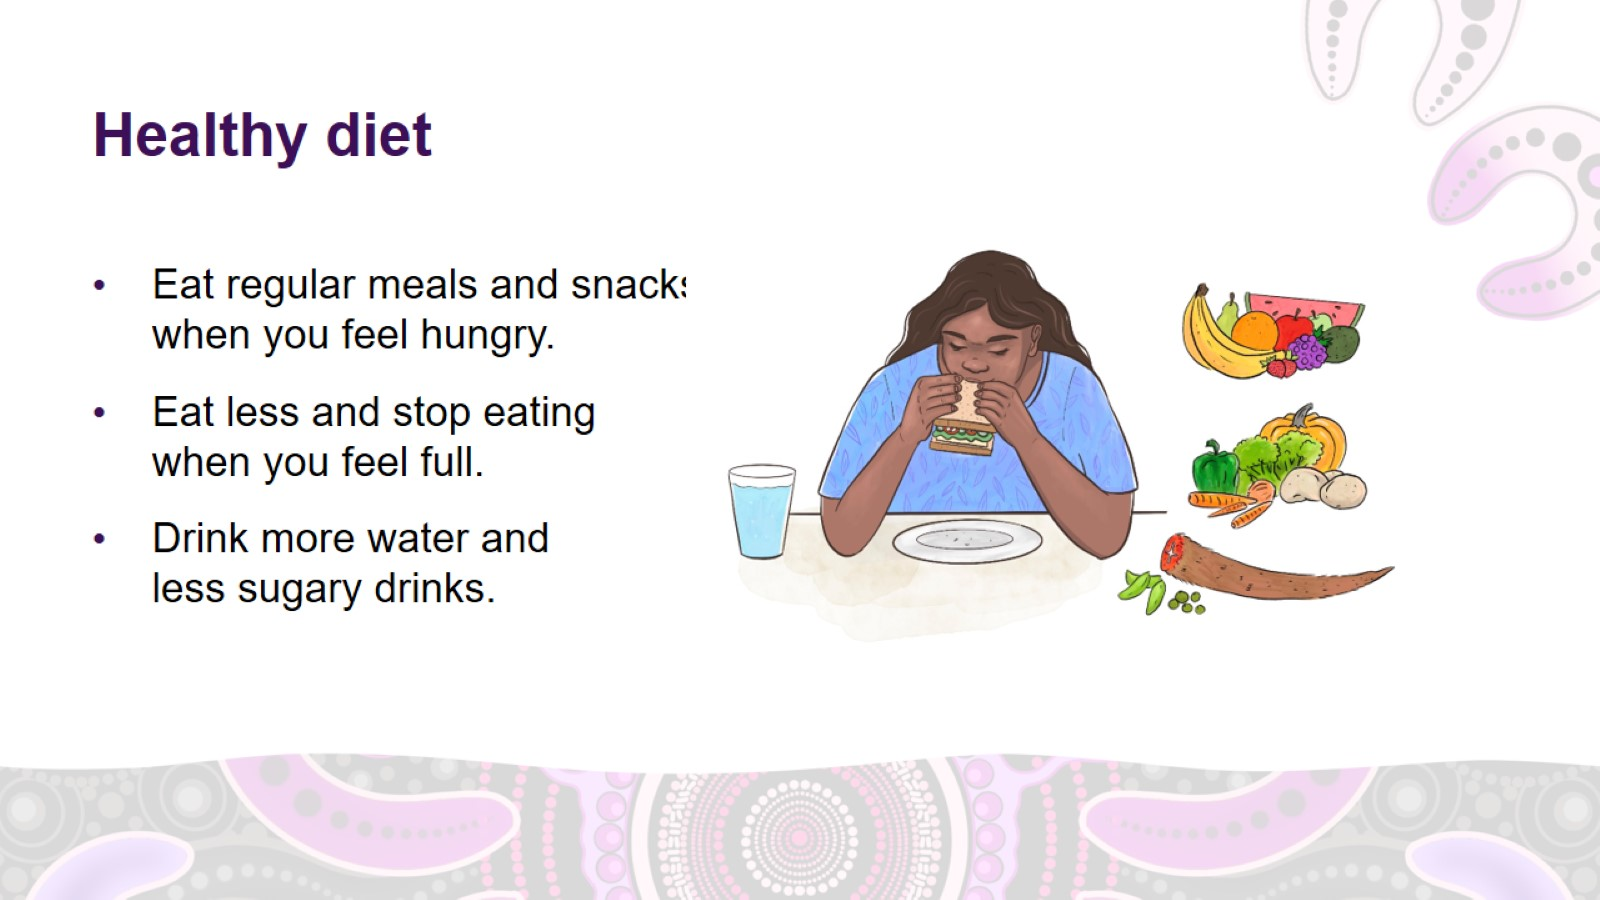 Healthy diet
• Eat regular meals and snacks
when you feel hungry.
• Eat less and stop eating
when you feel full.
• Drink more water and
less sugary drinks.